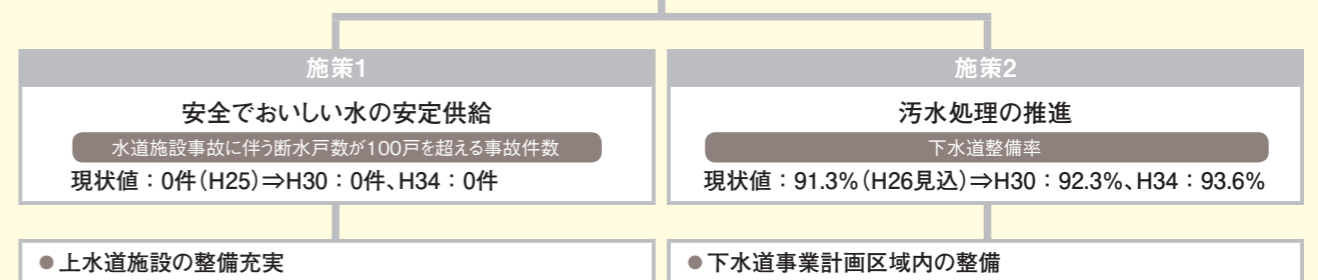 施策1
安全でおいしい水の安定供給
水道施設事故に伴う断水戸数が100戸を超える事故件数
現状値：0件（H25）⇒H30：0件、H34：0件
●上水道施設の整備充実
施策2
汚水処理の推進
下水道整備率
現状値：91.3%（H26見込）⇒H30：92.3%、H34：93.6%
●下水道事業計画区域内の整備